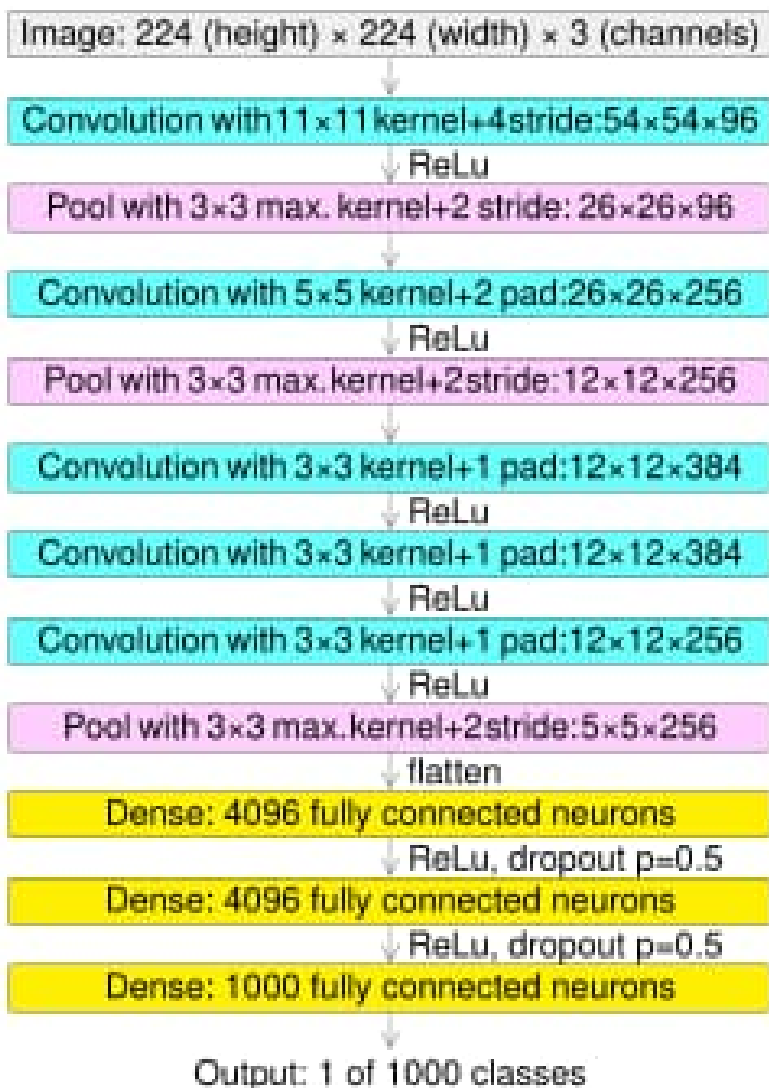 Image: 224 (height) × 224 (width) × 3 (channels)
Convolution with 11×11 kernel+4 stride:54×54×96
ReLu
Pool with 3×3 max. kernel+2 stride: 26×26×96
Convolution with 5×5 kernel+2 pad:26×26×256
ReLu
Pool with 3×3 max.kernel+2stride:12×12×256
Convolution with 3×3 kernel+1 pad:12×12×384
ReLu
Convolution with 3×3 kernel+1 pad:12×12×384
ReLu
Convolution with 3×3 kernel+1 pad:12×12×256
ReLu
Pool with 3×3 max.kernel+2stride:5×5×256
flatten
Dense: 4096 fully connected neurons
ReLu, dropout p=0.5
Dense: 4096 fully connected neurons
ReLu, dropout p=0.5
Dense: 1000 fully connected neurons
Output: 1 of 1000 classes